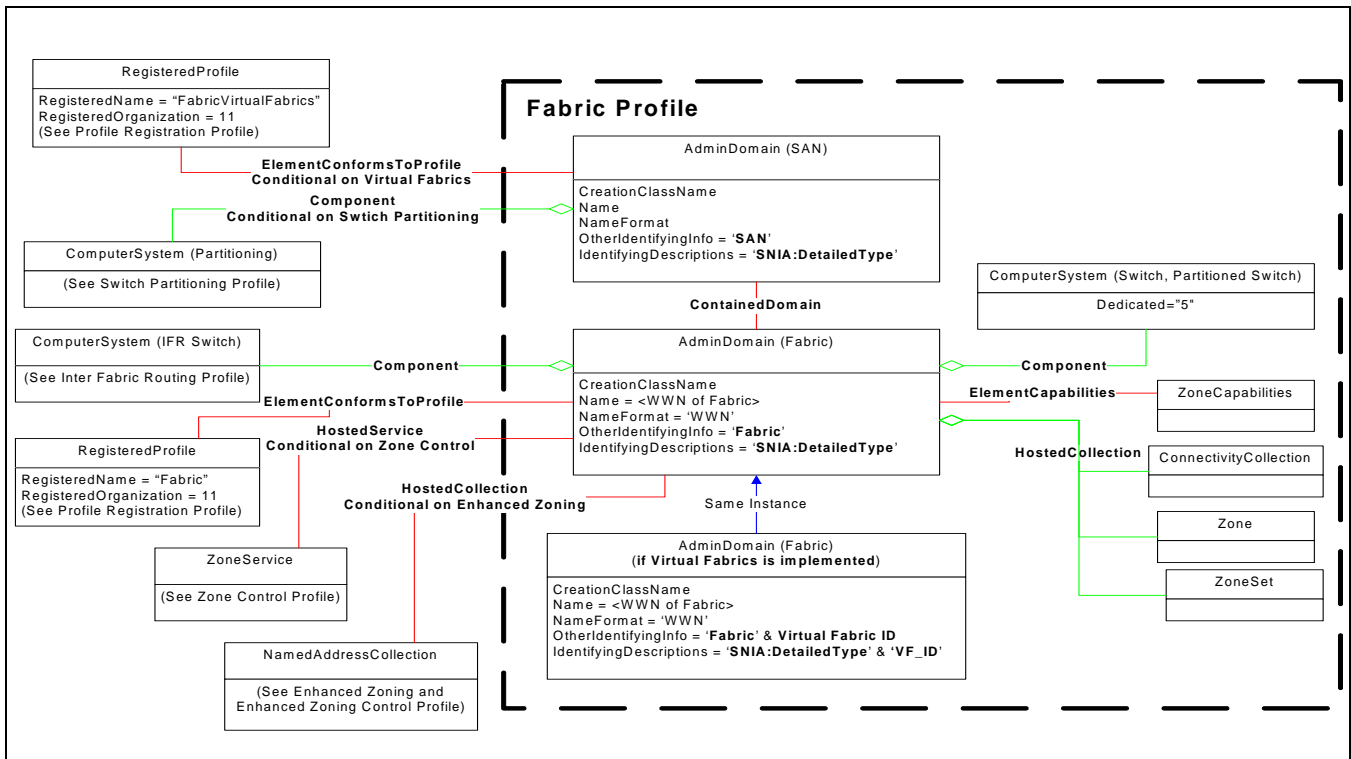 RegisteredProfile
RegisteredName = “FabricVirtualFabrics”
RegisteredOrganization = 11
(See Profile Registration Profile)
Fabric Profile
AdminDomain (SAN)
CreationClassName
Name
NameFormat
OtherIdentifyingInfo = ‘SAN’
IdentifyingDescriptions = ‘SNIA:DetailedType’
ElementConformsToProfile
Conditional on Virtual Fabrics
Component
Conditional on Swtich Partitioning
ComputerSystem (Partitioning)
(See Switch Partitioning Profile)
ContainedDomain
ComputerSystem (Switch, Partitioned Switch)
Dedicated=”5"
ComputerSystem (IFR Switch)
(See Inter Fabric Routing Profile)
Component
AdminDomain (Fabric)
CreationClassName
Name = <WWN of Fabric>
NameFormat = ‘WWN’
OtherIdentifyingInfo = ‘Fabric’
IdentifyingDescriptions = ‘SNIA:DetailedType’
Component
ElementCapabilities
ZoneCapabilities
HostedCollection
ConnectivityCollection
Zone
ZoneSet
ElementConformsToProfile
HostedService
Conditional on Zone Control
RegisteredProfile
RegisteredName = “Fabric”
RegisteredOrganization = 11
(See Profile Registration Profile)
HostedCollection
Conditional on Enhanced Zoning
Same Instance
ZoneService
(See Zone Control Profile)
AdminDomain (Fabric)
(if Virtual Fabrics is implemented)
CreationClassName
Name = <WWN of Fabric>
NameFormat = ‘WWN’
OtherIdentifyingInfo = ‘Fabric’ & Virtual Fabric ID
IdentifyingDescriptions = ‘SNIA:DetailedType’ & ‘VF_ID’
NamedAddressCollection
(See Enhanced Zoning and
Enhanced Zoning Control Profile)